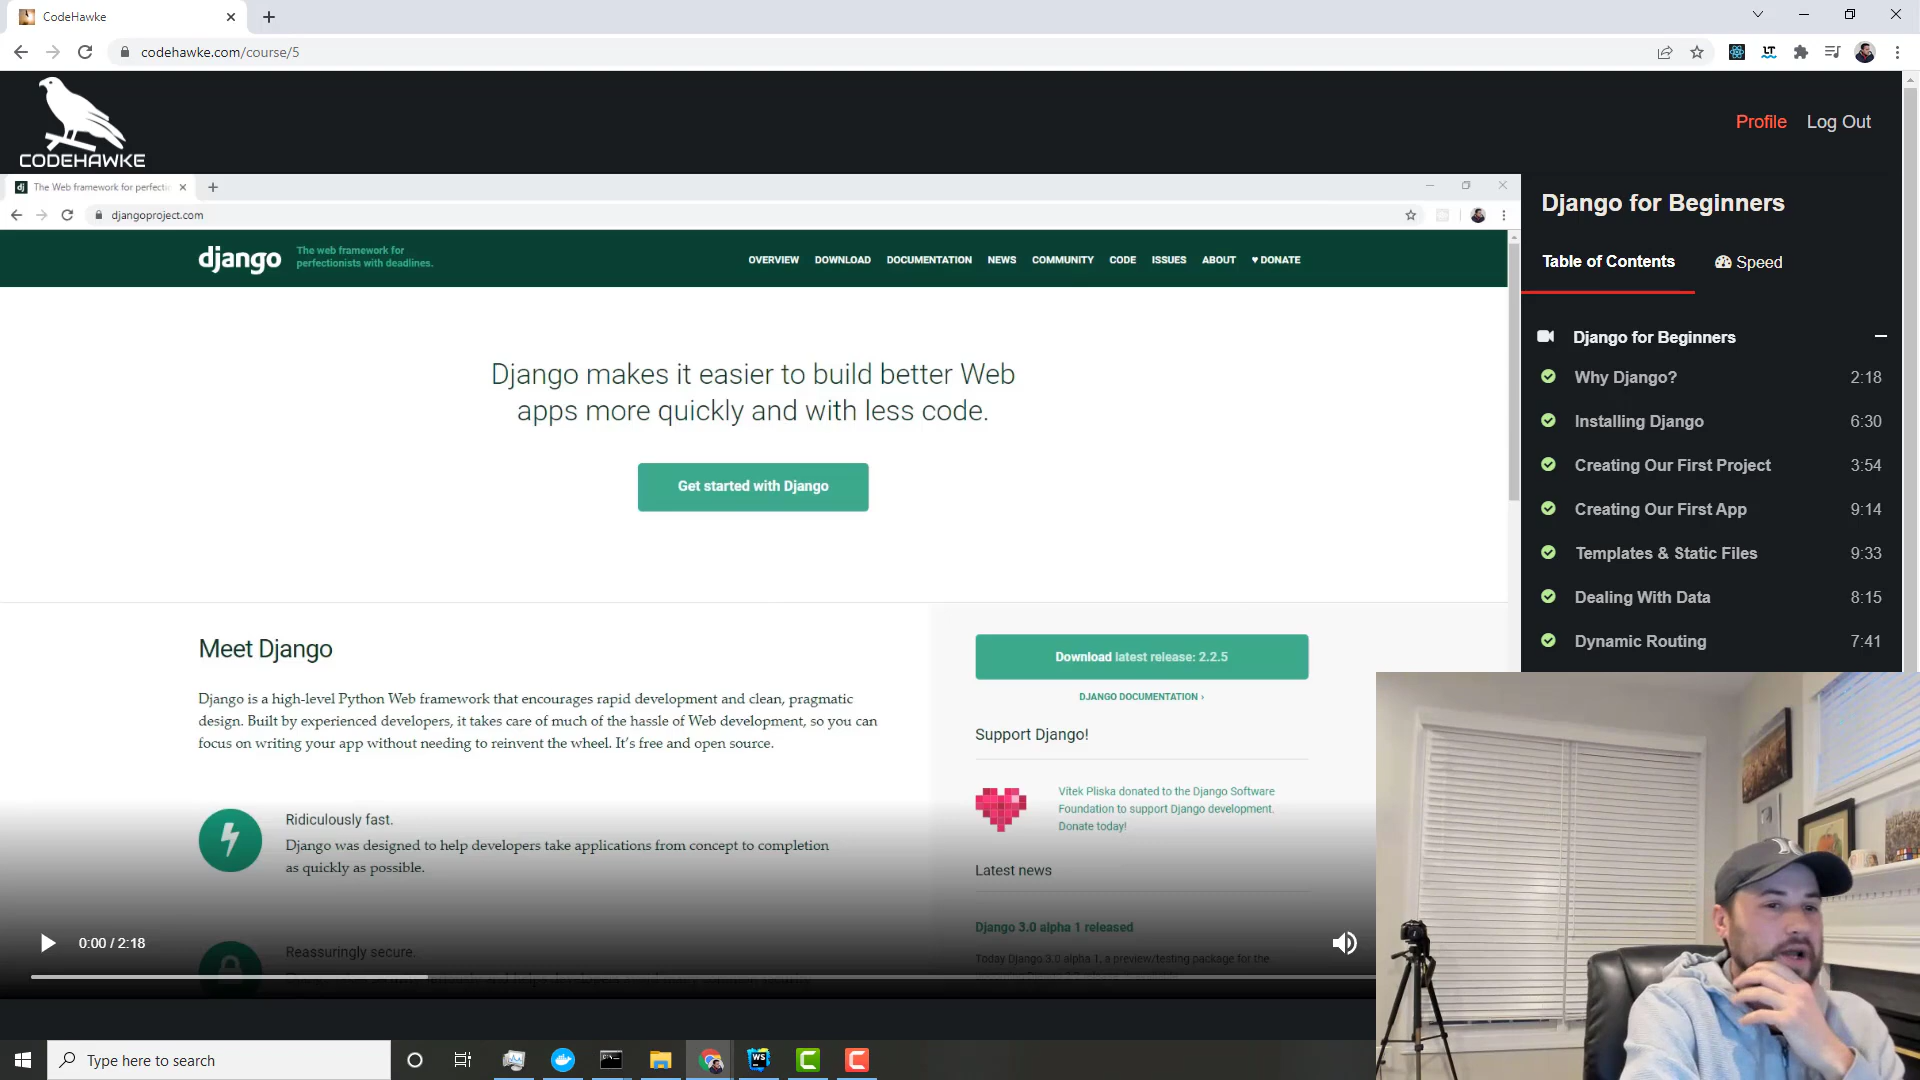 CodeHawke
codehawke.com/course/5
CODEHAWKE
Profile
Log Out
The Web framework for perfecti
djangoproject.com
django
The web framework for
perfectionists with deadlines.
OVERVIEW
DOWNLOAD
DOCUMENTATION
NEWS
COMMUNITY
CODE
ISSUES
ABOUT
♥ DONATE
Django makes it easier to build better Web
apps more quickly and with less code.
Get started with Django
Meet Django
Django is a high-level Python Web framework that encourages rapid development and clean, pragmatic
design. Built by experienced developers, it takes care of much of the hassle of Web development, so you can
focus on writing your app without needing to reinvent the wheel. It's free and open source.
Ridiculously fast.
Django was designed to help developers take applications from concept to completion
as quickly as possible.
Reassuringly secure.
Download latest release: 2.2.5
DJANGO DOCUMENTATION ›
Support Django!
Vítek Pliska donated to the Django Software
Foundation to support Django development.
Donate today!
Latest news
Django 3.0 alpha 1 released
Today Django 3.0 alpha 1, a preview/testing package for the
0:00 / 2:18
Django for Beginners
Table of Contents
Speed
Django for Beginners
Why Django? 2:18
Installing Django 6:30
Creating Our First Project 3:54
Creating Our First App 9:14
Templates & Static Files 9:33
Dealing With Data 8:15
Dynamic Routing 7:41
Type here to search